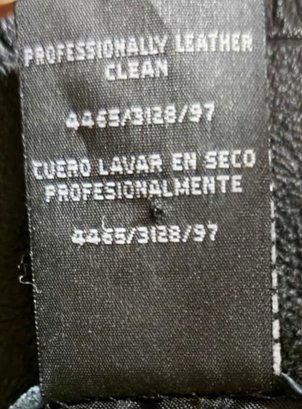 PROFESSIONALLY LEATHER
CLEAN
4465/3128/97
CUERO LAVAR EN SECO
PROFESIONALMENTE
4465/3128/97